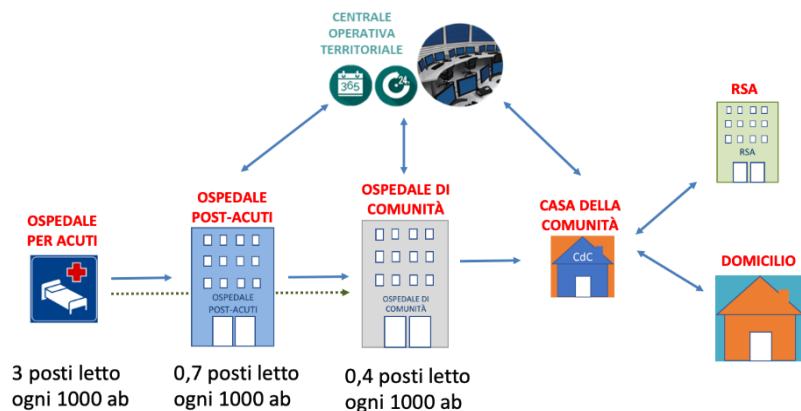 CENTRALE
OPERATIVA
TERRITORIALE
365
24
RSA
RSA
OSPEDALE
POST-ACUTI
OSPEDALE DI
COMUNITÀ
CASA DELLA
COMUNITÀ
OSPEDALE
PER ACUTI
CdC
DOMICILIO
OSPEDALE
POST-ACUTI
OSPEDALE DI
COMUNITÀ
3 posti letto
ogni 1000 ab
0,7 posti letto
ogni 1000 ab
0,4 posti letto
ogni 1000 ab